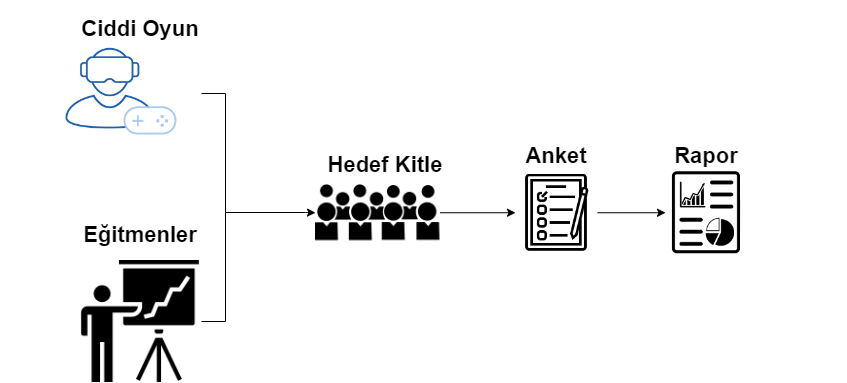 Ciddi Oyun
Hedef Kitle
Anket
Rapor
Eğitmenler